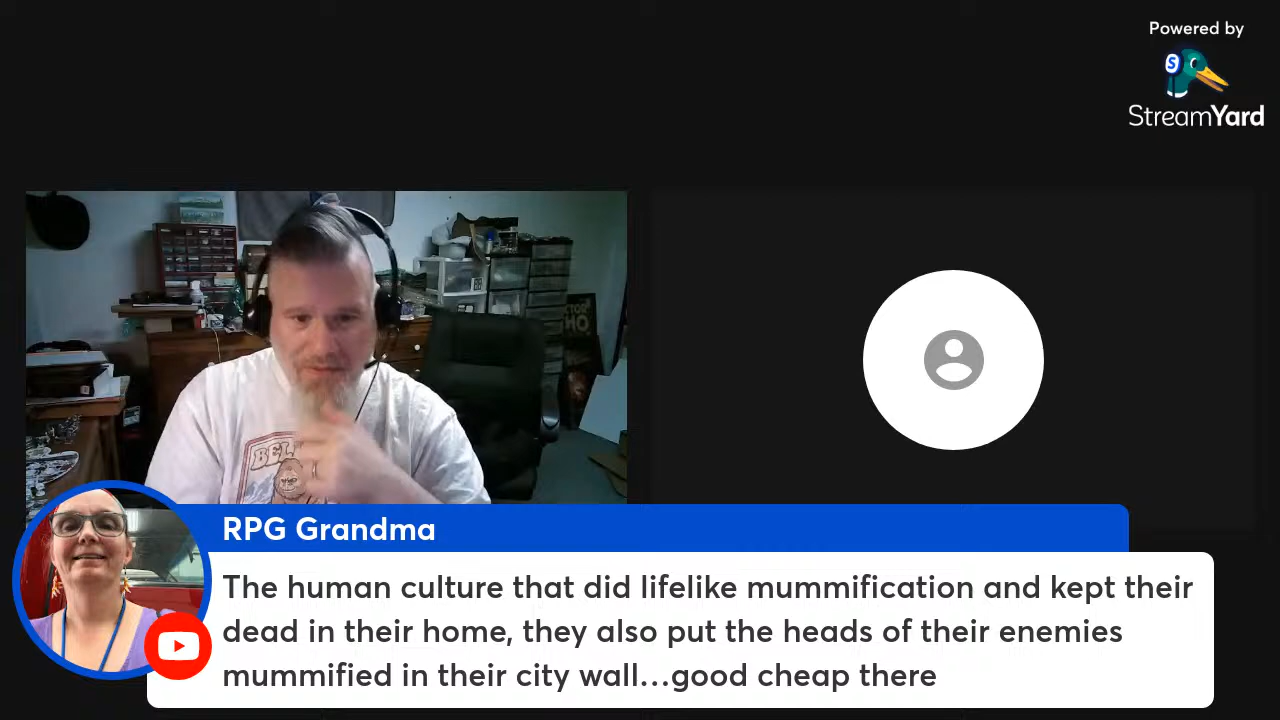 Powered by
S
StreamYard
BEL
RPG Grandma
The human culture that did lifelike mummification and kept their
dead in their home, they also put the heads of their enemies
mummified in their city wall...good cheap there